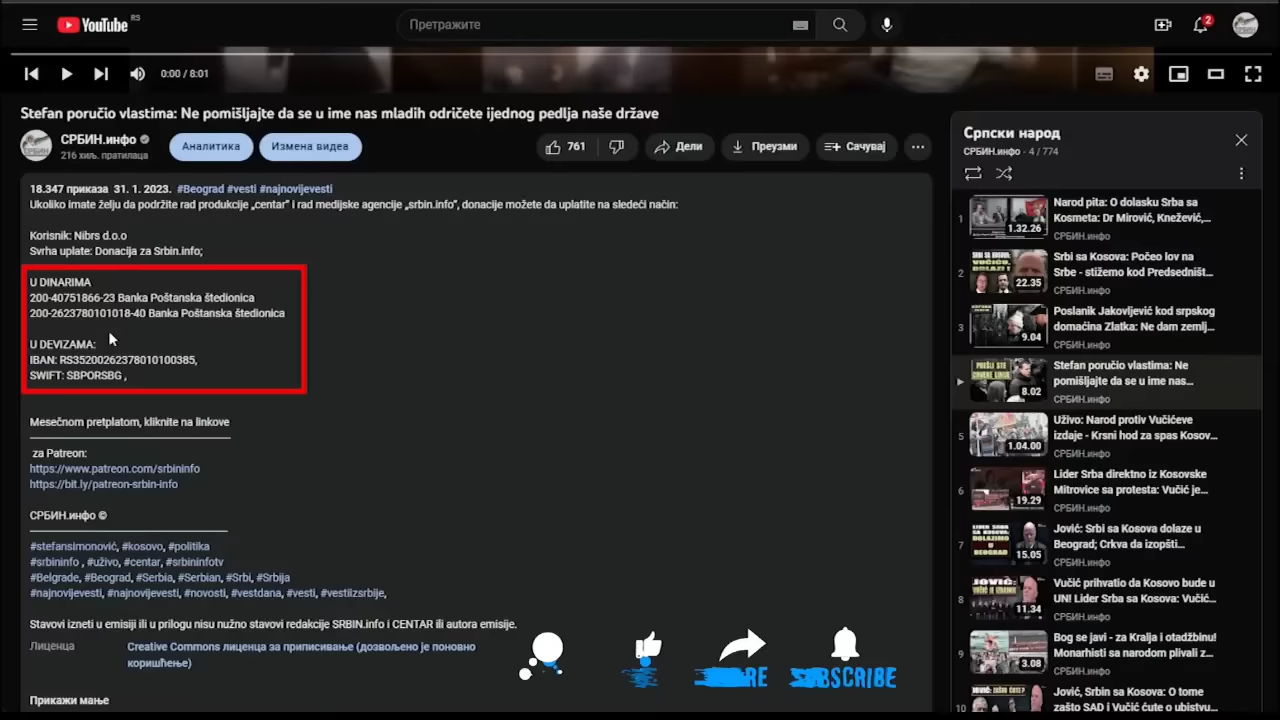 YouTube RS
Претражите
2
0:00 / 8:01
Stefan poručio vlastima: Ne pomišljajte da se u ime nas mladih odričete ijednog pedlja naše države
СРБИН.инфо
216 хиљ. пратилаца
Аналитика
Измена видеа
761
Дели
Преузми
Сачувај
18.347 приказа 31. 1. 2023. #Beograd #vesti #najnovijevesti
Ukoliko imate želju da podržite rad produkcije „centar" i rad medijske agencije „srbin.info", donacije možete da uplatite na sledeći način:
Korisnik: Nibrs d.o.o
Svrha uplate: Donacija za Srbin.info;
U DINARIMA
200-40751866-23 Banka Poštanska štedionica
200-2623780101018-40 Banka Poštanska štedionica
U DEVIZAMA:
IBAN: RS35200262378010100385,
SWIFT: SBPORSBG ,
Mesečnom pretplatom, kliknite na linkove
za Patreon:
https://www.patreon.com/srbininfo
https://bit.ly/patreon-srbin-info
СРБИН.инфо ©
#stefansimonović, #kosovo, #politika
#srbininfo , #uživo, #centar, #srbininfotv
#Belgrade, #Beograd, #Serbia, #Serbian, #Srbi, #Srbija
#najnovijevesti, #najnovijevesti, #novosti, #vestdana, #vesti, #vestiizsrbije,
Stavovi izneti u emisiji ili u prilogu nisu nužno stavovi redakcije SRBIN.info i CENTAR ili autora emisije.
Лиценца
Creative Commons лиценца за приписивање (дозвољено је поновно
коришћење)
Прикажи мање
SUBSCRIBE
Српски народ
СРБИН.инфо - 4 / 774
1
1.32.26
Narod pita: O dolasku Srba sa
Kosmeta: Dr Mirović, Knežević,...
СРБИН.инфо
2
22.35
Srbi sa Kosova: Počeo lov na
Srbe - stižemo kod Predsedništ...
СРБИН.инфо
3
9.04
Poslanik Jakovljević kod srpskog
domaćina Zlatka: Ne dam zemlj...
СРБИН.инфо
PREŠLI STE
CRVENE LINIJE
8.02
Stefan poručio vlastima: Ne
pomišljajte da se u ime nas...
СРБИН.инфо
5
1.04.00
Uživo: Narod protiv Vučićeve
izdaje - Krsni hod za spas Kosov...
СРБИН.инфо
6
19.29
Lider Srba direktno iz Kosovske
Mitrovice sa protesta: Vučić je...
СРБИН.инфо
7
15.05
Jović: Srbi sa Kosova dolaze u
Beograd; Crkva da izopšti...
СРБИН.инфо
8
11.34
Vučić prihvatio da Kosovo bude u
UN! Lider Srba sa Kosova: Vučić...
СРБИН.инфо
9
3.08
Bog se javi - za Kralja i otadžbinu!
Monarhisti sa narodom plivali z...
СРБИН.инфо
10
Jović, Srbin sa Kosova: O tome
zašto SAD i Vučić ćute o ubistvu...